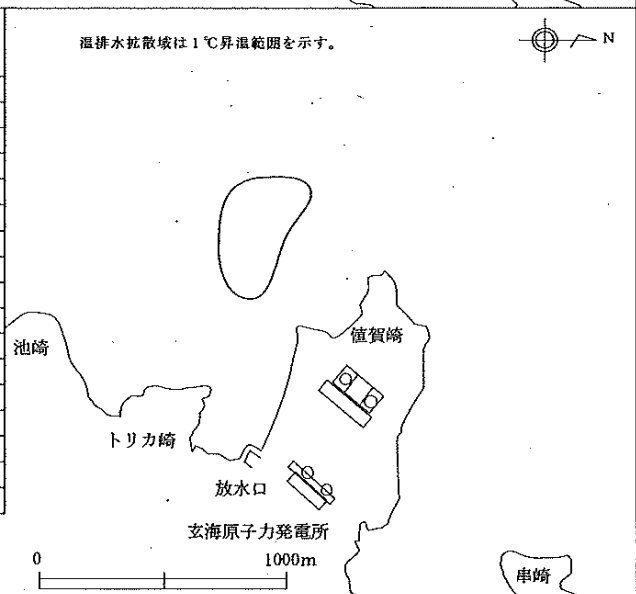 温排水拡散域は1℃昇温範囲を示す。
N
値賀崎
池崎
トリカ崎
放水口
玄海原子力発電所
0
1000m
串崎